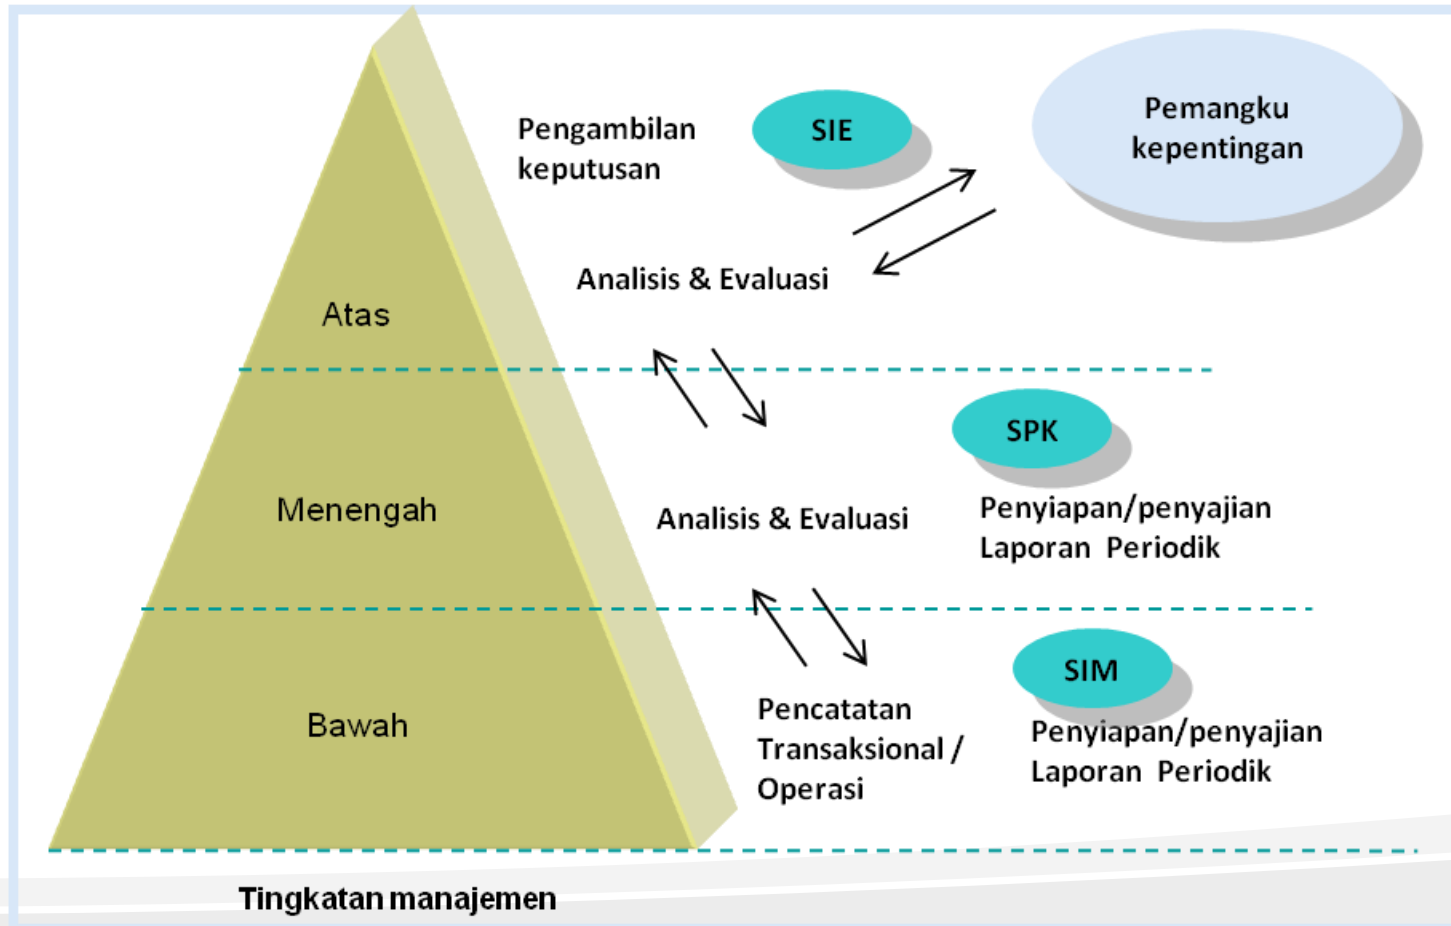 Pengambilan
keputusan
SIE
Pemangku
kepentingan
Analisis & Evaluasi
Atas
SPK
Menengah
Analisis & Evaluasi
Penyiapan/penyajian
Laporan Periodik
SIM
Bawah
Pencatatan
Transaksional /
Operasi
Penyiapan/penyajian
Laporan Periodik
Tingkatan manajemen